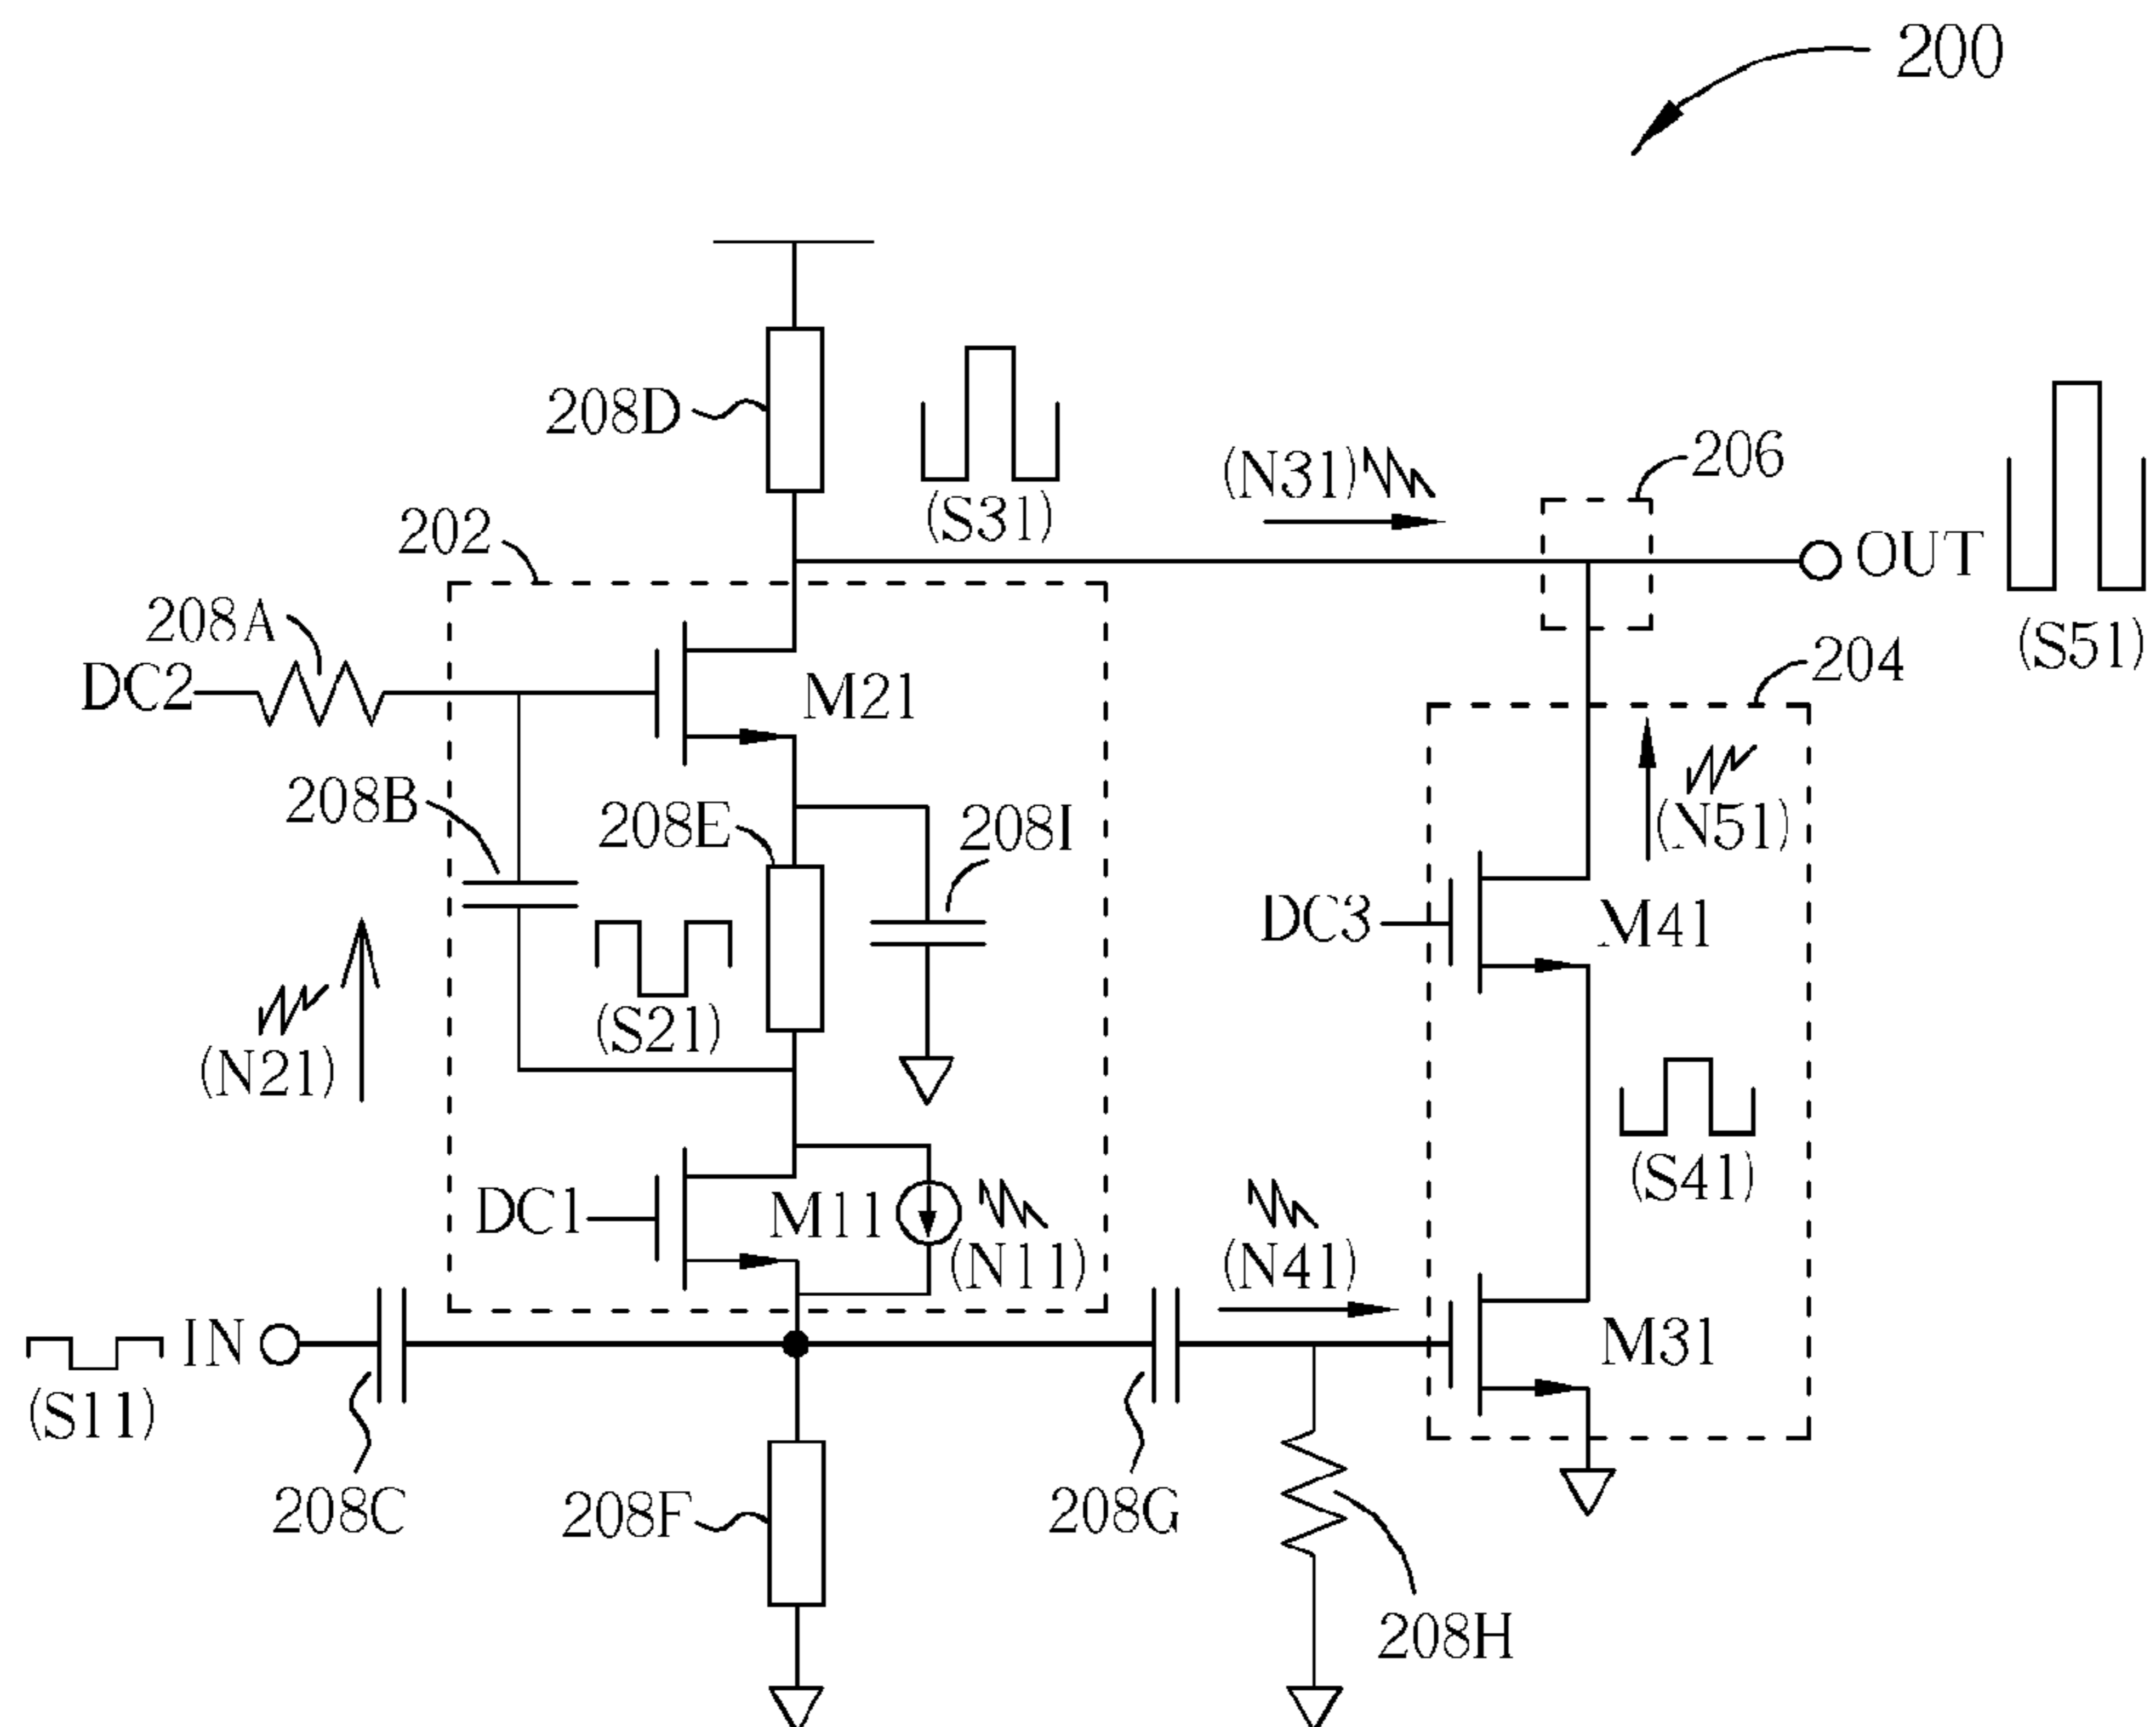 200
208D
(S31)
(N31)
206
OUT
(S51)
202
208A
DC2
M21
204
208B
208E
208I
(N51)
DC3
M41
(S21)
(N21)
(S41)
DC1
M11
(N11)
(N41)
IN
(S11)
M31
208C
208F
208G
208H